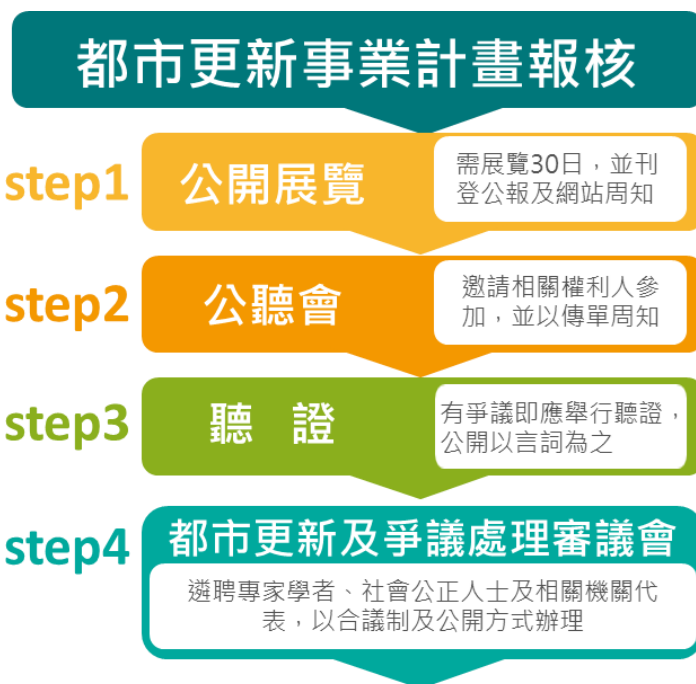 都市更新事業計畫報核
step1
公開展覽
需展覽30日，並刊
登公報及網站周知
step2
公聽會
邀請相關權利人參
加，並以傳單周知
step3
聽 證
有爭議即應舉行聽證，
公開以言詞為之
step4
都市更新及爭議處理審議會
遴聘專家學者、社會公正人士及相關機關代
表，以合議制及公開方式辦理